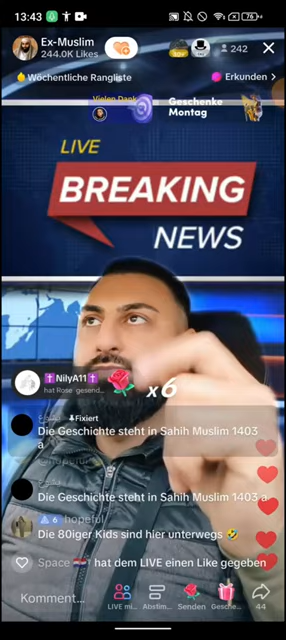 13:43
76
Ex-Muslim
244.0K Likes
242
Wöchentliche Rangliste
Erkunden >
Vielen Dank
Geschenke
Montag
LIVE
BREAKING
NEWS
NilyA11
hat Rose gesend...
x6
Fixiert
Die Geschichte steht in Sahih Muslim 1403
a
hopeful
Die Geschichte steht in Sahih Muslim 1403 a
6 hopeful
Die 80iger Kids sind hier unterwegs 🤣
Space T hat dem LIVE einen Like gegeben
Komment...
LIVE mi...
Abstim...
Senden
Gesche...
44